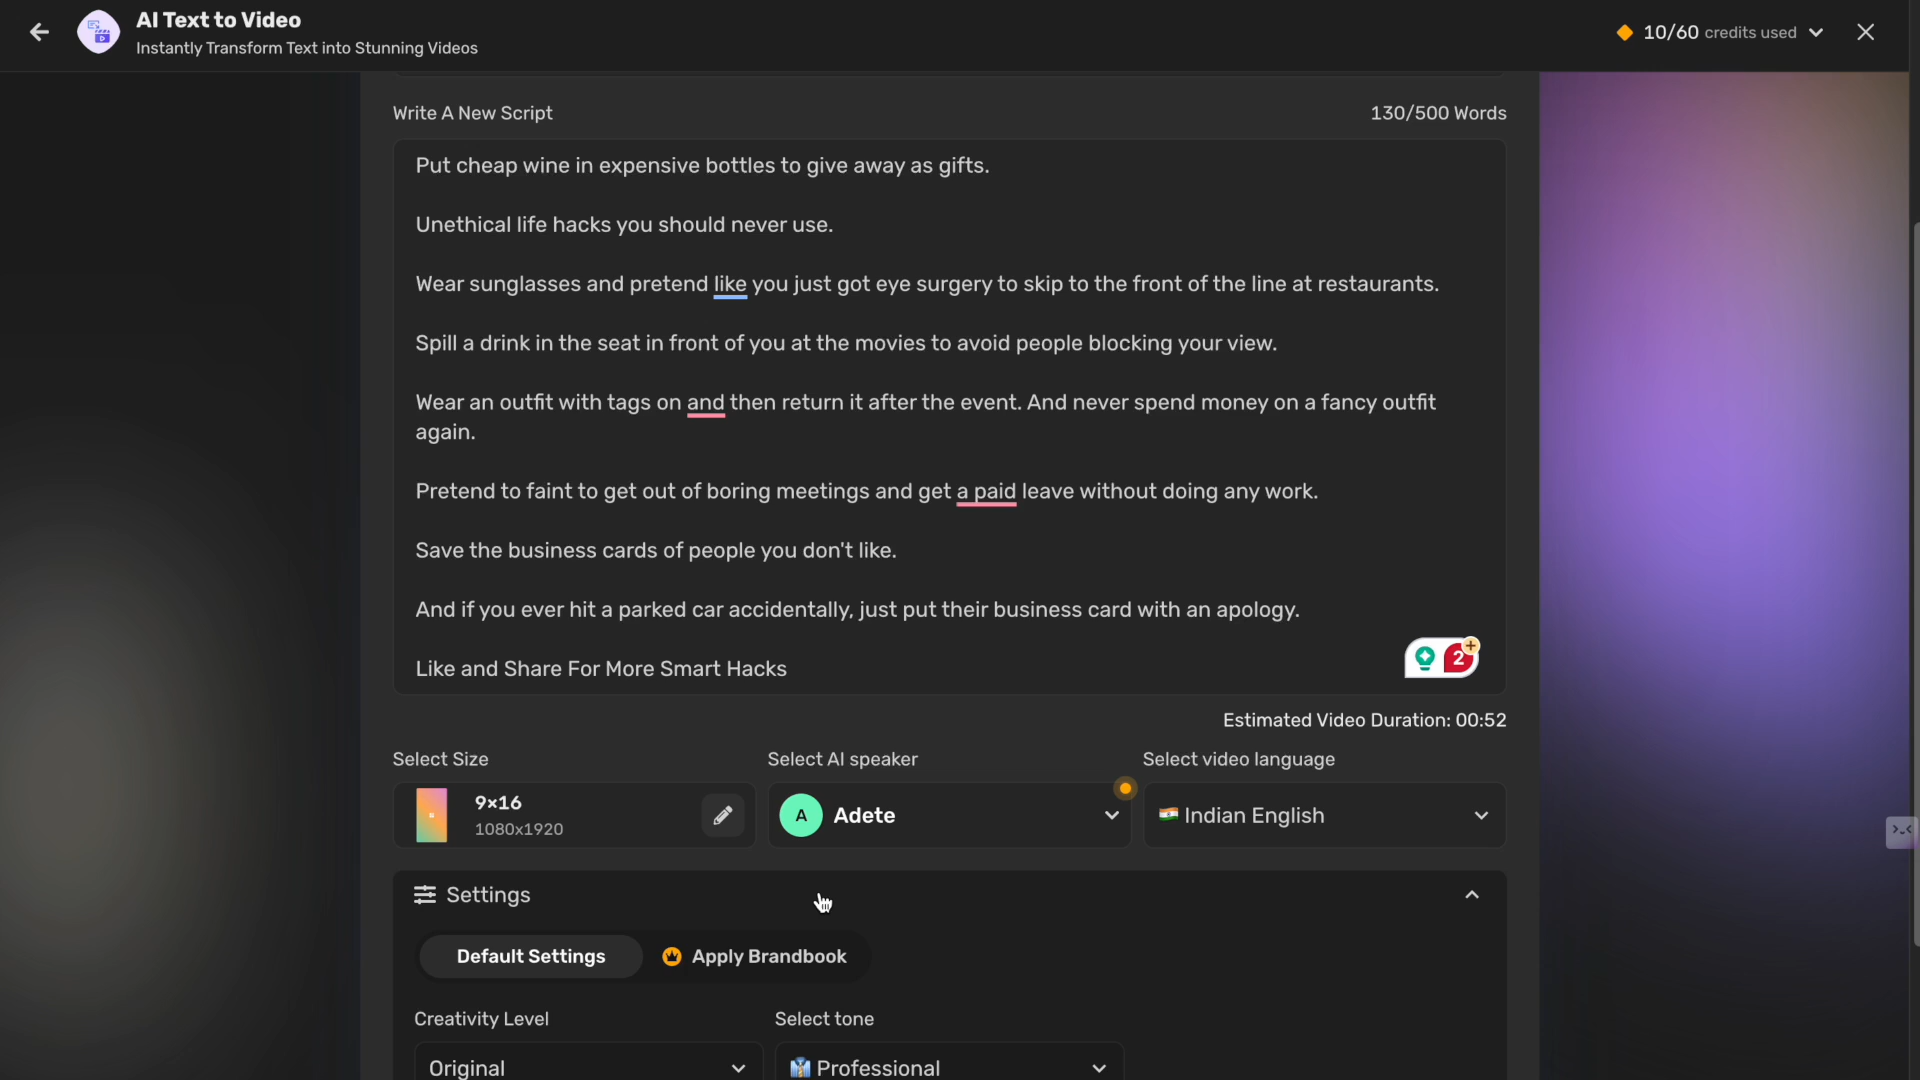 AI Text to Video
Instantly Transform Text into Stunning Videos
10/60 credits used
Write A New Script
130/500 Words
Put cheap wine in expensive bottles to give away as gifts.
Unethical life hacks you should never use.
Wear sunglasses and pretend like you just got eye surgery to skip to the front of the line at restaurants.
Spill a drink in the seat in front of you at the movies to avoid people blocking your view.
Wear an outfit with tags on and then return it after the event. And never spend money on a fancy outfit
again.
Pretend to faint to get out of boring meetings and get a paid leave without doing any work.
Save the business cards of people you don't like.
And if you ever hit a parked car accidentally, just put their business card with an apology.
2
Like and Share For More Smart Hacks
Estimated Video Duration: 00:52
Select Size
Select AI speaker
Select video language
9×16
1080x1920
A Adete
Indian English
Settings
Default Settings
Apply Brandbook
Creativity Level
Select tone
Original
Professional